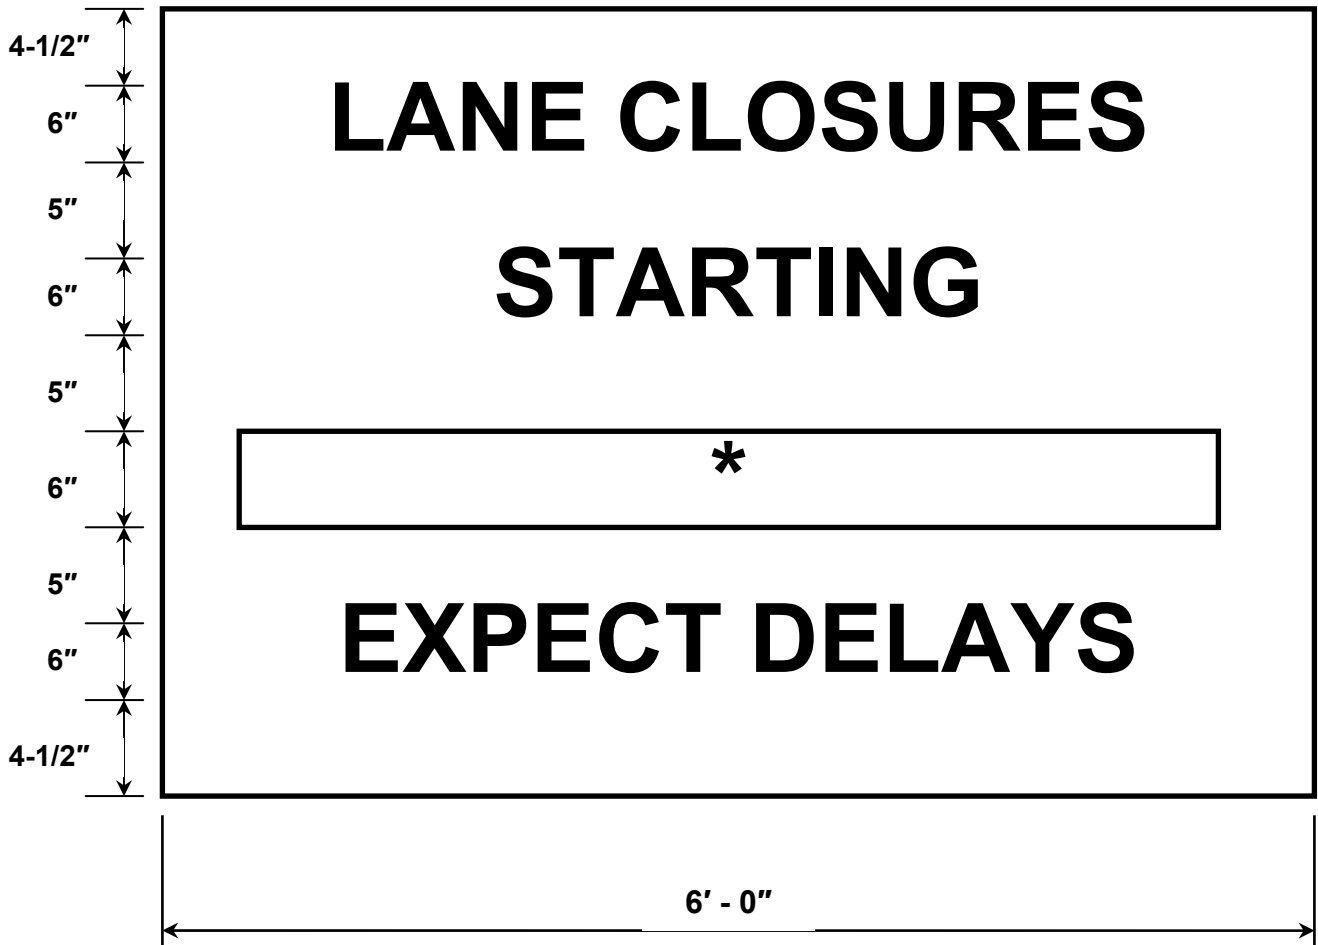 4-1/2″
LANE CLOSURES
6″
5″
STARTING
6″
5″
*
6″
5″
EXPECT DELAYS
6″
4-1/2″
6′ - 0″